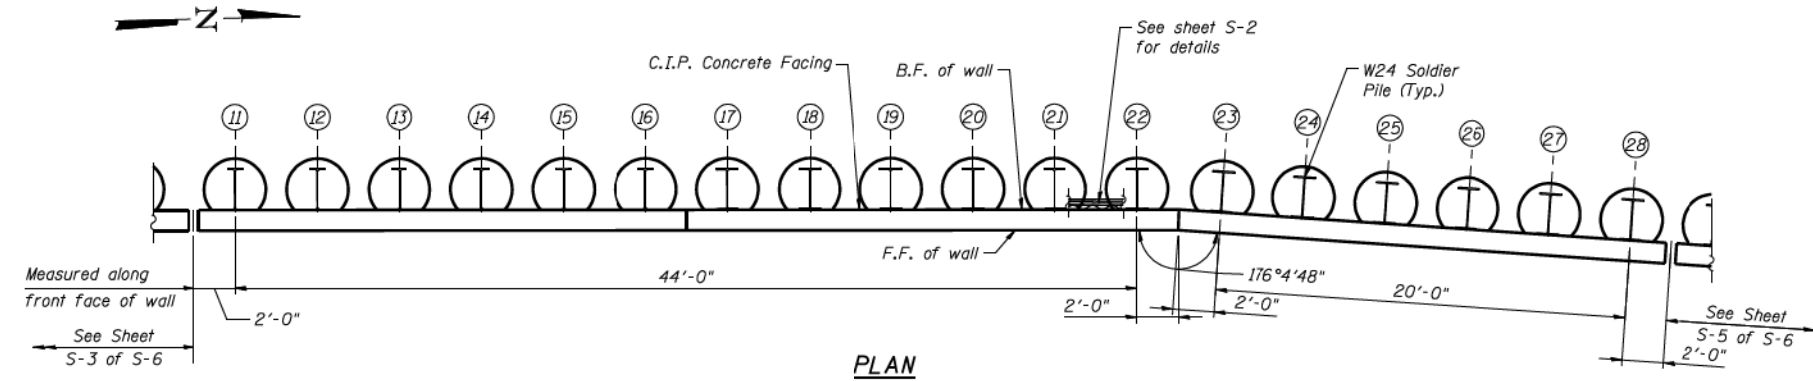 N
See sheet S-2
for details
C.I.P. Concrete Facing
B.F. of wall
W24 Soldier
Pile (Typ.)
11 12 13 14 15 16 17 18 19 20 21 22 23 24 25 26 27 28
F.F. of wall
Measured along
front face of wall
44'-0"
176°4'48"
20'-0"
2'-0"
2'-0"
2'-0"
See Sheet
S-3 of S-6
See Sheet
S-5 of S-6
2'-0"
PLAN